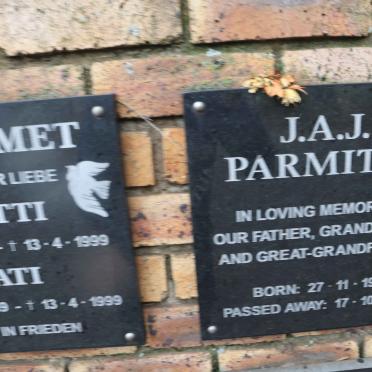 MET
R LIEBE
TTI
- † 13-4-1999
ATI
9 - † 13-4-1999
IN FRIEDEN
J.A.J.
PARMIT
IN LOVING MEMOR
OUR FATHER, GRAND
AND GREAT-GRANDF
BORN: 27-11-19
PASSED AWAY: 17-10